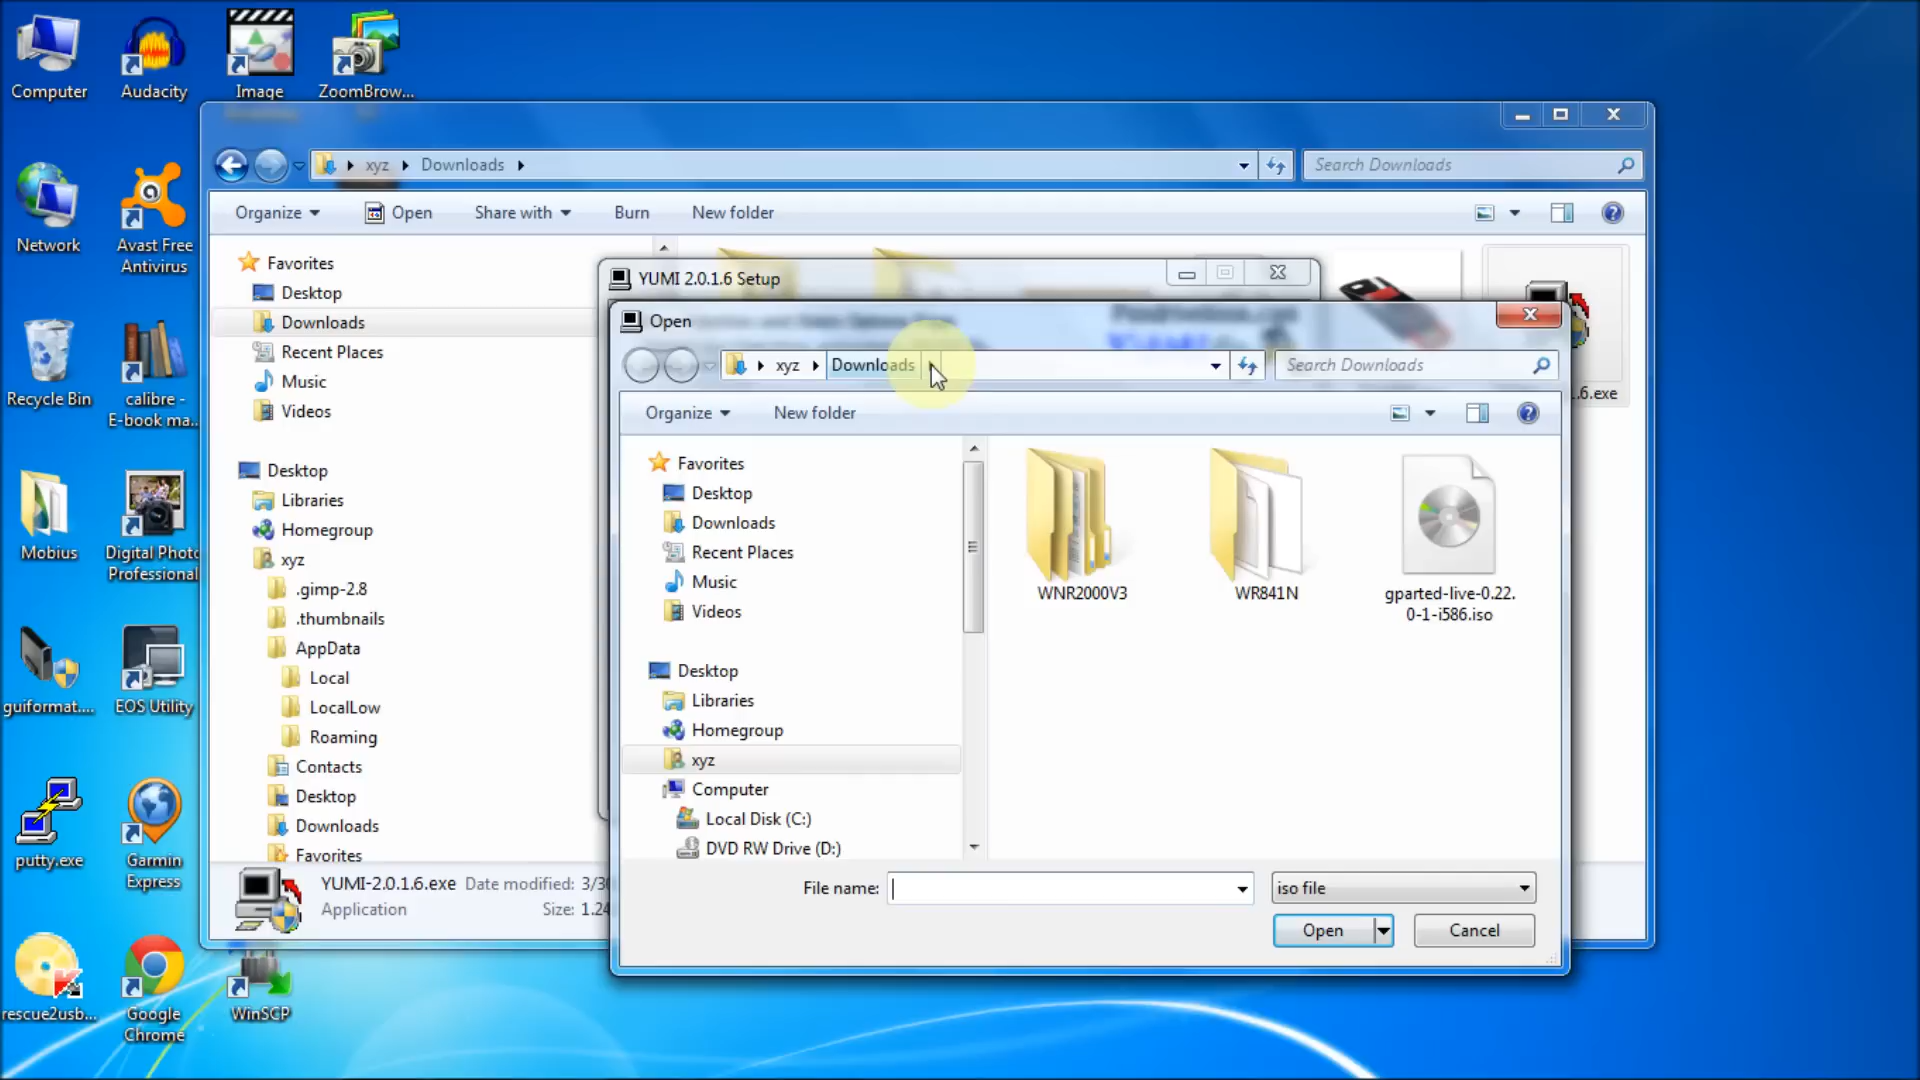 Computer
Audacity
Image
ZoomBrow...
Network
Avast Free
Antivirus
Recycle Bin
calibre -
E-book ma...
Mobius
Digital Photo
Professional
guiformat....
EOS Utility
putty.exe
Garmin
Express
rescue2usb...
Google
Chrome
WinSCP
xyz
Downloads
Search Downloads
Organize
Open
Share with
Burn
New folder
Favorites
Desktop
Downloads
Recent Places
Music
Videos
Desktop
Libraries
Homegroup
xyz
.gimp-2.8
.thumbnails
AppData
Local
LocalLow
Roaming
Contacts
Desktop
Downloads
Favorites
.6.exe
YUMI-2.0.1.6.exe Date modified: 3/30
Application Size: 1.24
YUMI 2.0.1.6 Setup
Open
xyz
Downloads
Search Downloads
Organize
New folder
Favorites
Desktop
Downloads
Recent Places
Music
Videos
Desktop
Libraries
Homegroup
xyz
Computer
Local Disk (C:)
DVD RW Drive (D:)
WNR2000V3
WR841N
gparted-live-0.22.
0-1-i586.iso
File name:
iso file
Open
Cancel